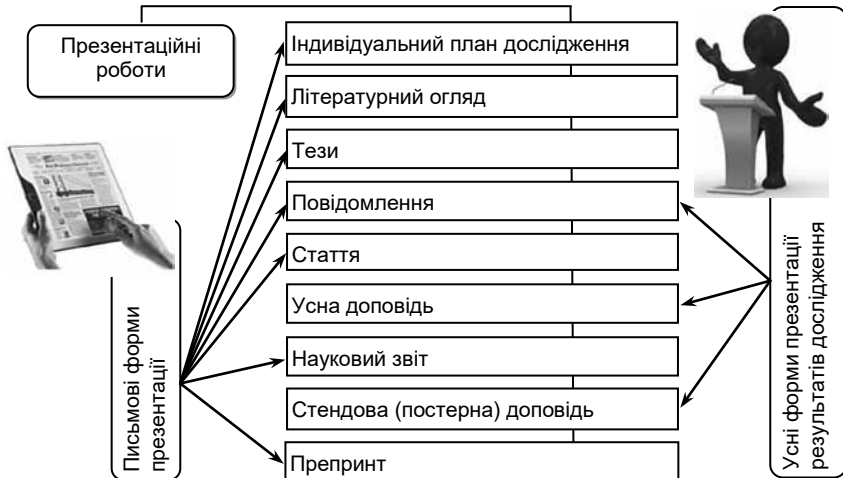 Презентаційні
роботи
Індивідуальний план дослідження
Літературний огляд
Тези
Повідомлення
Стаття
Усна доповідь
Науковий звіт
Стендова (постерна) доповідь
Препринт
Письмові форми
презентації
Усні форми презентації
результатів дослідження